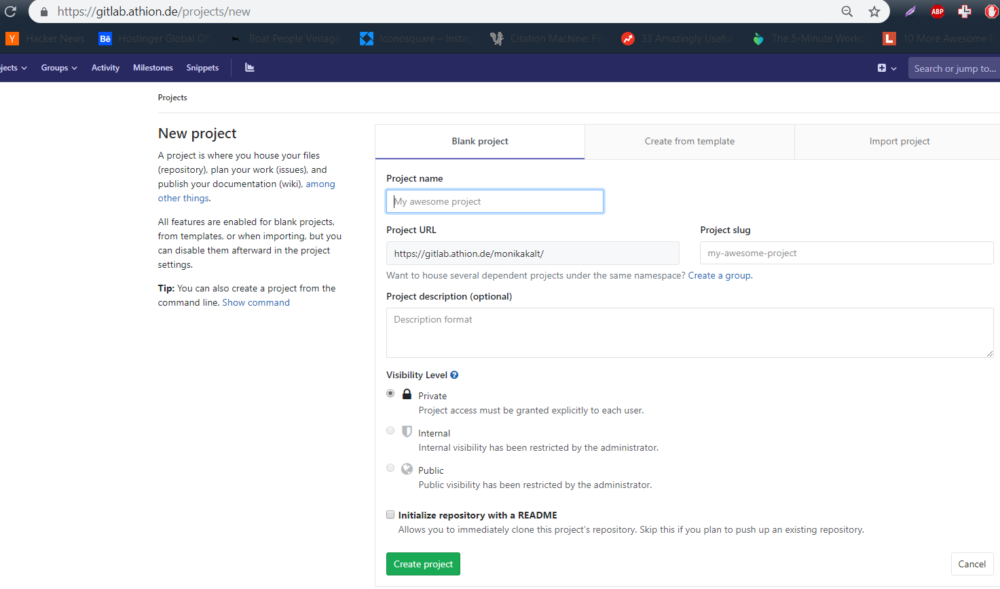 https://gitlab.athion.de/projects/new
ABP
Y Hacker News Bē Hostinger Global Off Boat People Vintage Iconosquare – Instag Citation Machine: Fo 33 Amazingly Useful The 5-Minute Worko L 10 More Awesome F
jects Groups Activity Milestones Snippets Search or jump to...
Projects
New project
A project is where you house your files
(repository), plan your work (issues), and
publish your documentation (wiki), among
other things.
All features are enabled for blank projects,
from templates, or when importing, but you
can disable them afterward in the project
settings.
Tip: You can also create a project from the
command line. Show command
Blank project Create from template Import project
Project name
My awesome project
Project URL Project slug
https://gitlab.athion.de/monikakalt/ my-awesome-project
Want to house several dependent projects under the same namespace? Create a group.
Project description (optional)
Description format
Visibility Level ?
Private
Project access must be granted explicitly to each user.
Internal
Internal visibility has been restricted by the administrator.
Public
Public visibility has been restricted by the administrator.
Initialize repository with a README
Allows you to immediately clone this project's repository. Skip this if you plan to push up an existing repository.
Create project Cancel